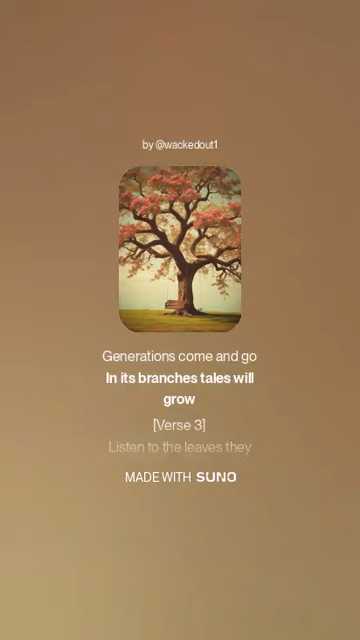 by @wackedout1
Generations come and go
In its branches tales will
grow
[Verse 3]
Listen to the leaves they
MADE WITH SUNO